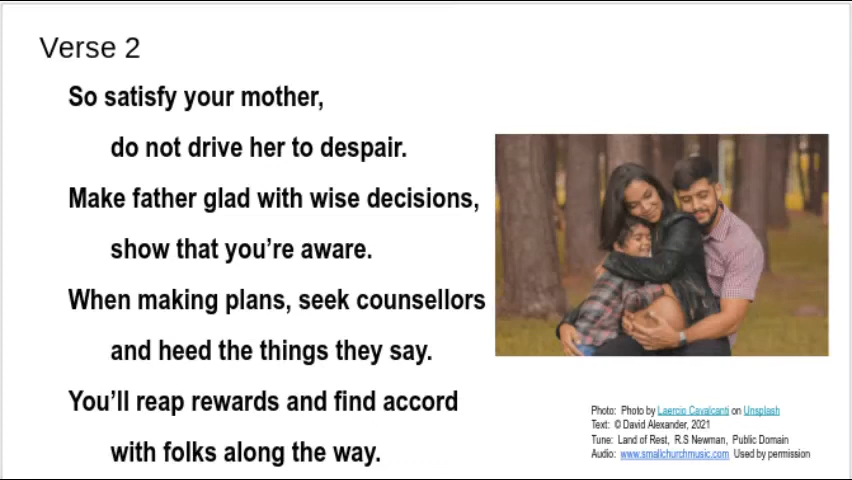 Verse 2
So satisfy your mother,
do not drive her to despair.
Make father glad with wise decisions,
show that you're aware.
When making plans, seek counsellors
and heed the things they say.
You'll reap rewards and find accord
with folks along the way.
Photo: Photo by Laercio Cavalcanti on Unsplash
Text: © David Alexander, 2021
Tune: Land of Rest, R.S Newman, Public Domain
Audio: www.smallchurchmusic.com Used by permission